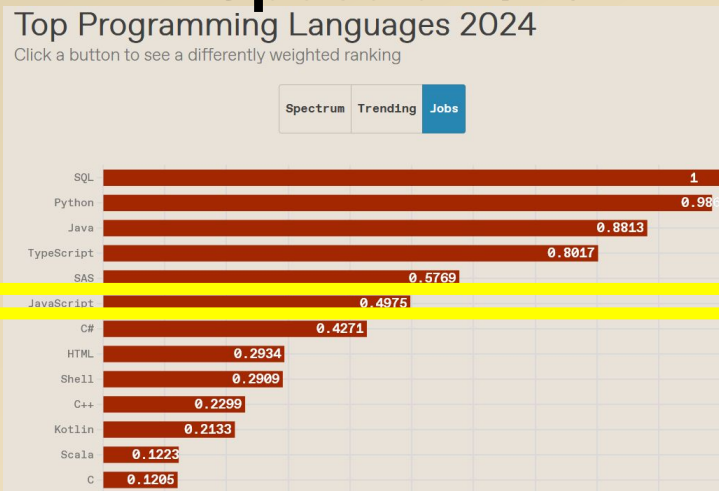 Top Programming Languages 2024
Click a button to see a differently weighted ranking
Spectrum Trending Jobs
SQL 1
Python 0.98
Java 0.8813
TypeScript 0.8017
SAS 0.5769
JavaScript 0.4975
C# 0.4271
HTML 0.2934
Shell 0.2909
C++ 0.2299
Kotlin 0.2133
Scala 0.1223
C 0.1205